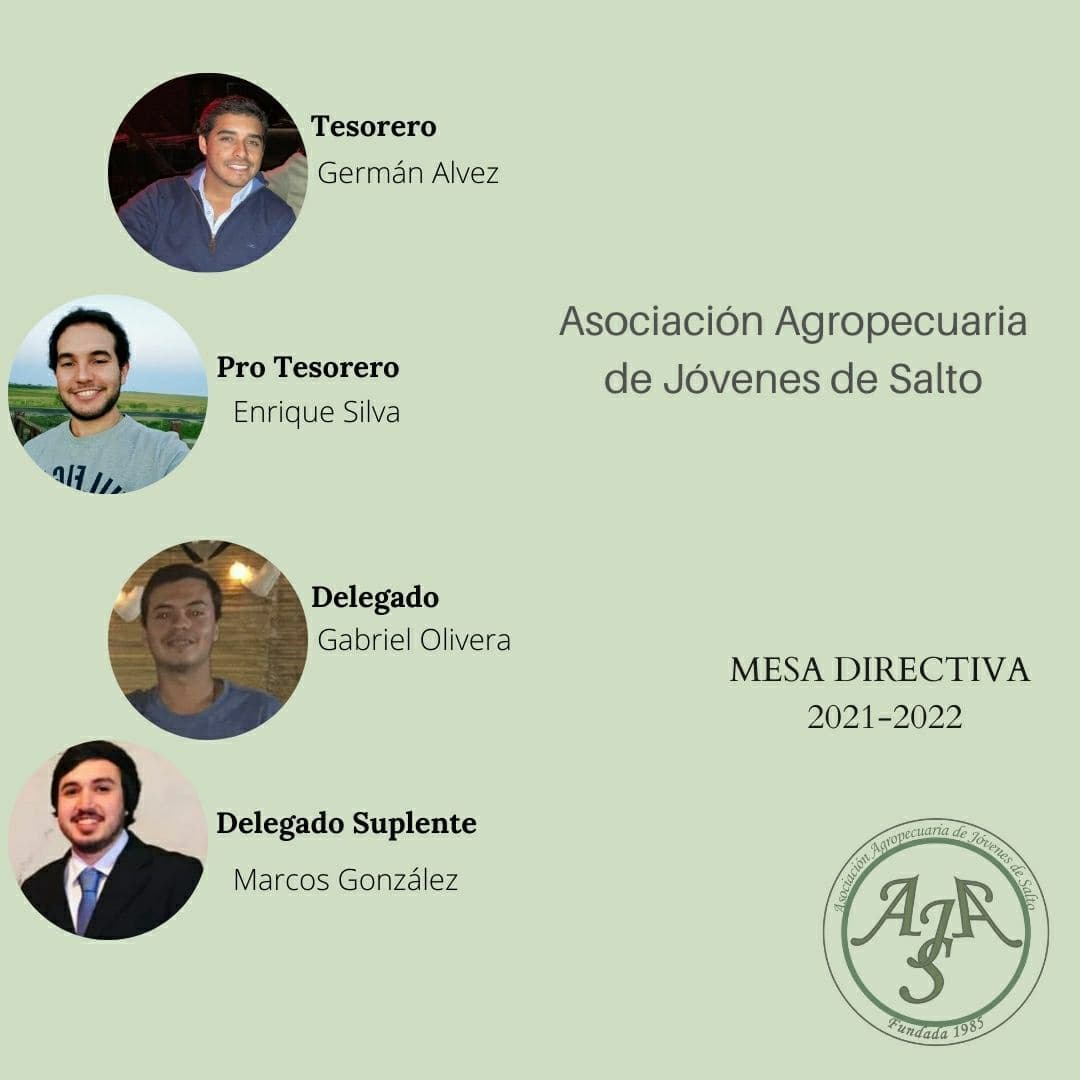 Tesorero
Germán Alvez
Pro Tesorero
Enrique Silva
Asociación Agropecuaria
de Jóvenes de Salto
Delegado
Gabriel Olivera
MESA DIRECTIVA
2021-2022
Delegado Suplente
Marcos González
Asociación Agropecuaria de Jóvenes de Salto
AJA
S
Fundada 1985